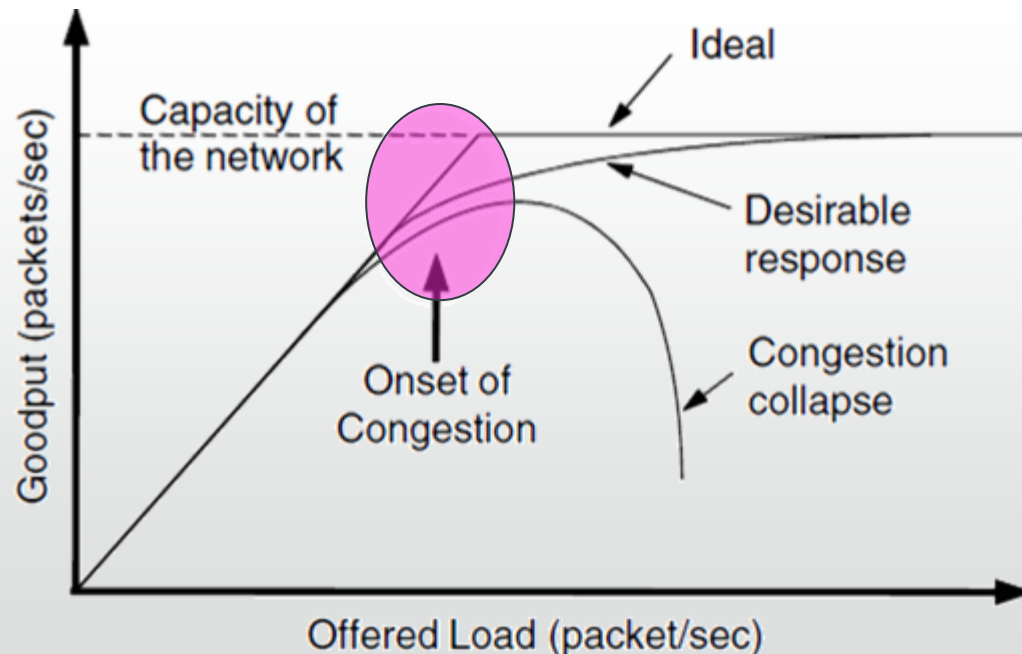 Ideal
Capacity of
the network
Desirable
response
Congestion
collapse
Onset of
Congestion
Goodput (packets/sec)
Offered Load (packet/sec)